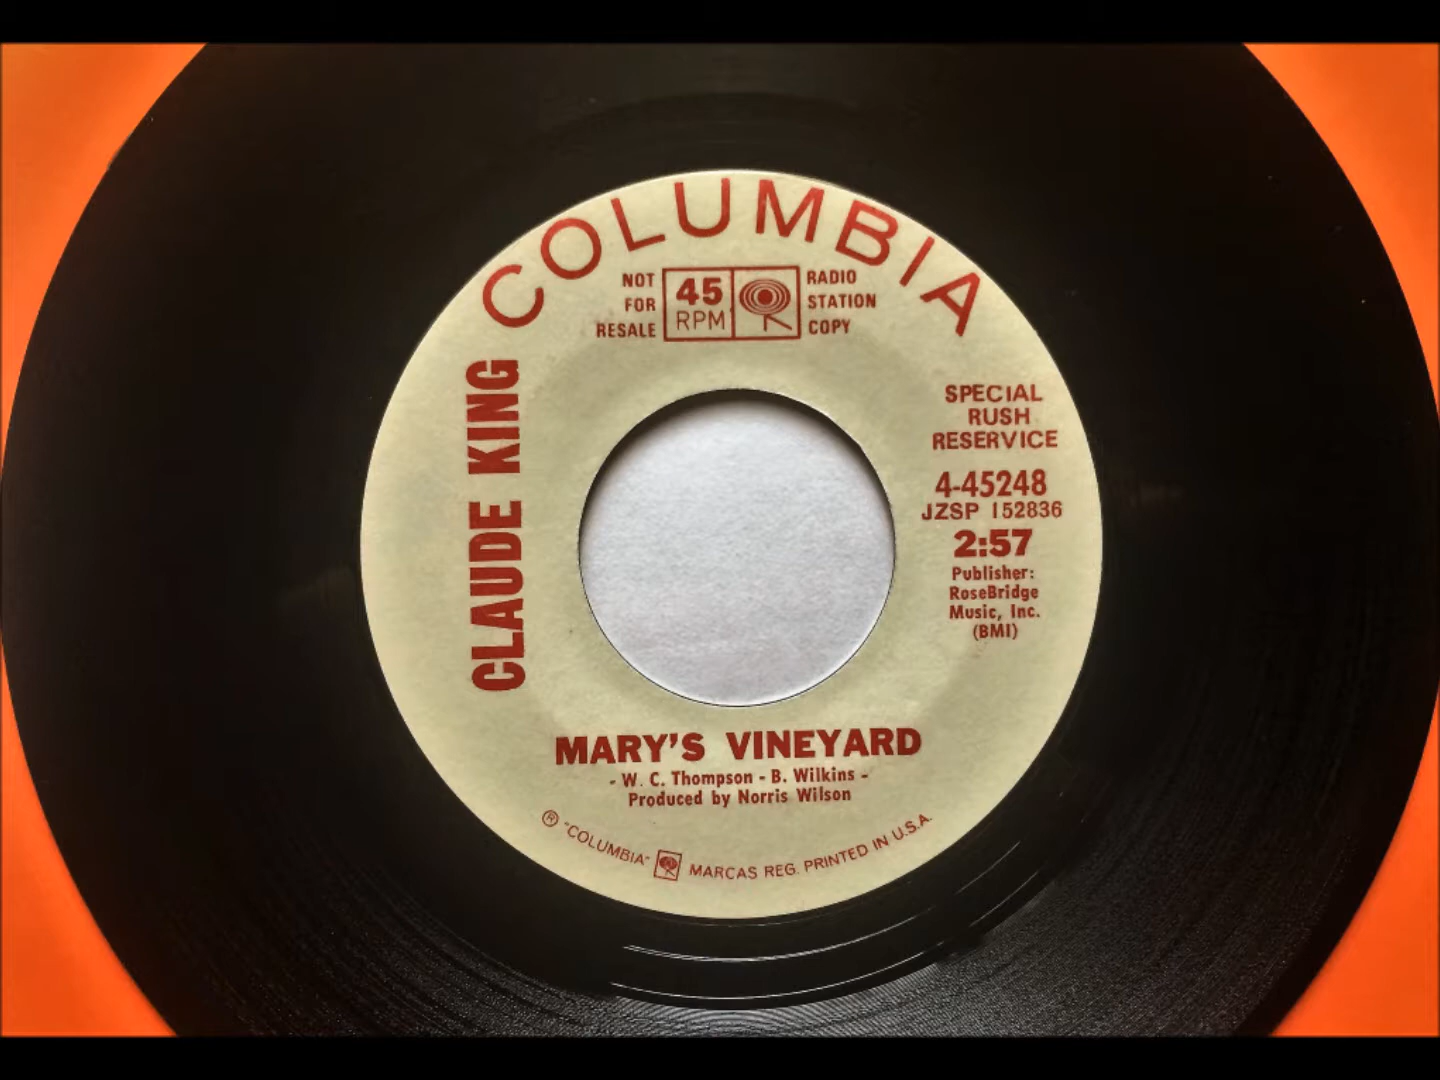 COLUMBIA
NOT
FOR
RESALE
45
RPM
RADIO
STATION
COPY
CLAUDE KING
SPECIAL
RUSH
RESERVICE
4-45248
JZSP 152836
2:57
Publisher:
RoseBridge
Music, Inc.
(BMI)
MARY'S VINEYARD
- W. C. Thompson - B. Wilkins -
Produced by Norris Wilson
® "COLUMBIA" MARCAS REG. PRINTED IN U.S.A.